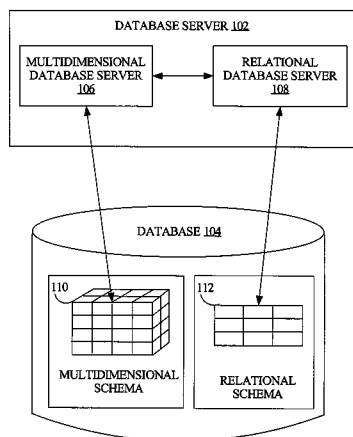 DATABASE SERVER 102
MULTIDIMENSIONAL
DATABASE SERVER
106
RELATIONAL
DATABASE SERVER
108
DATABASE 104
110
MULTIDIMENSIONAL
SCHEMA
112
RELATIONAL
SCHEMA